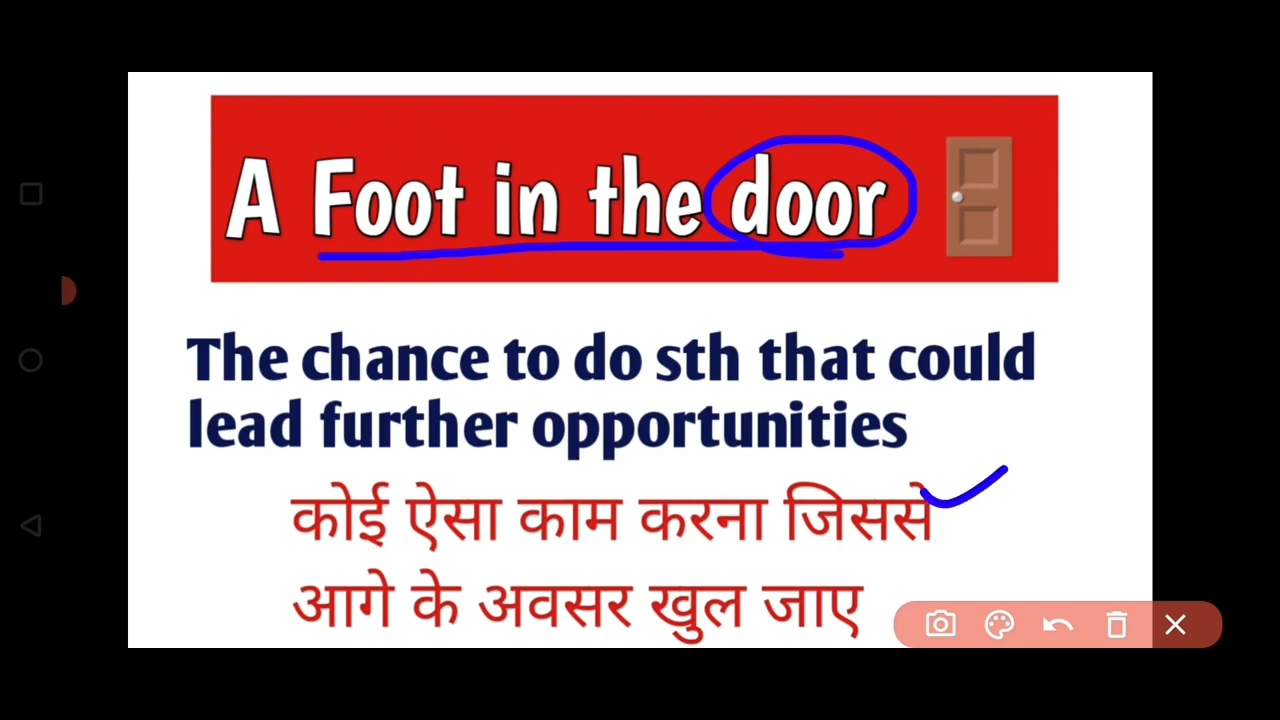 A Foot in the door
The chance to do sth that could
lead further opportunities
कोई ऐसा काम करना जिससे
आगे के अवसर खुल जाए